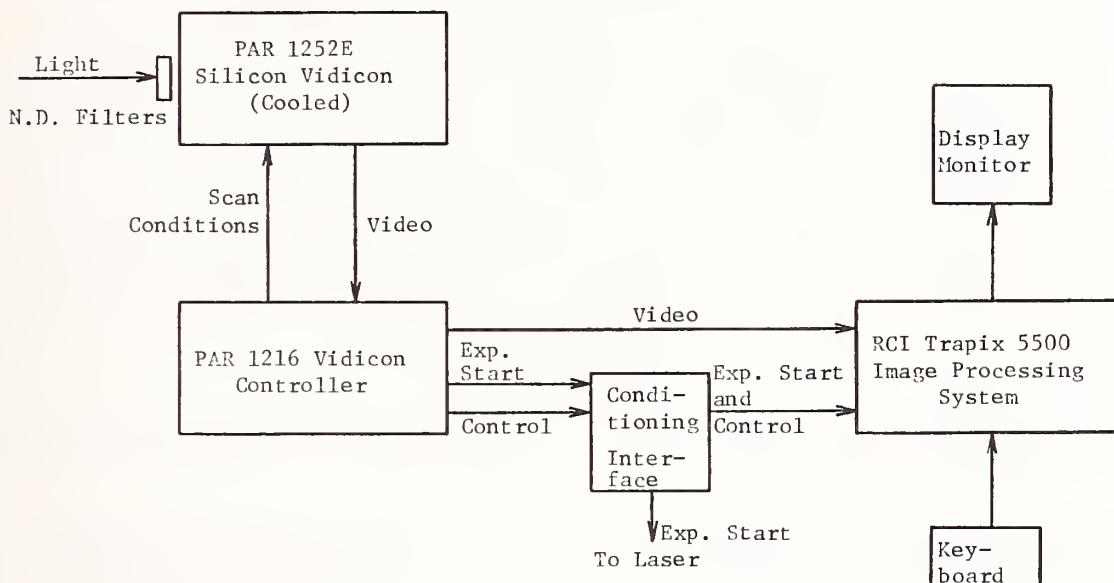 PAR 1252E
Silicon Vidicon
(Cooled)
Light
N.D. Filters
Display
Monitor
Scan
Conditions
Video
Video
PAR 1216 Vidicon
Controller
Exp.
Start
Control
Condi-
tioning
Inter-
face
Exp. Start
and
Control
RCI Trapix 5500
Image Processing
System
Exp. Start
To Laser
Key-
board